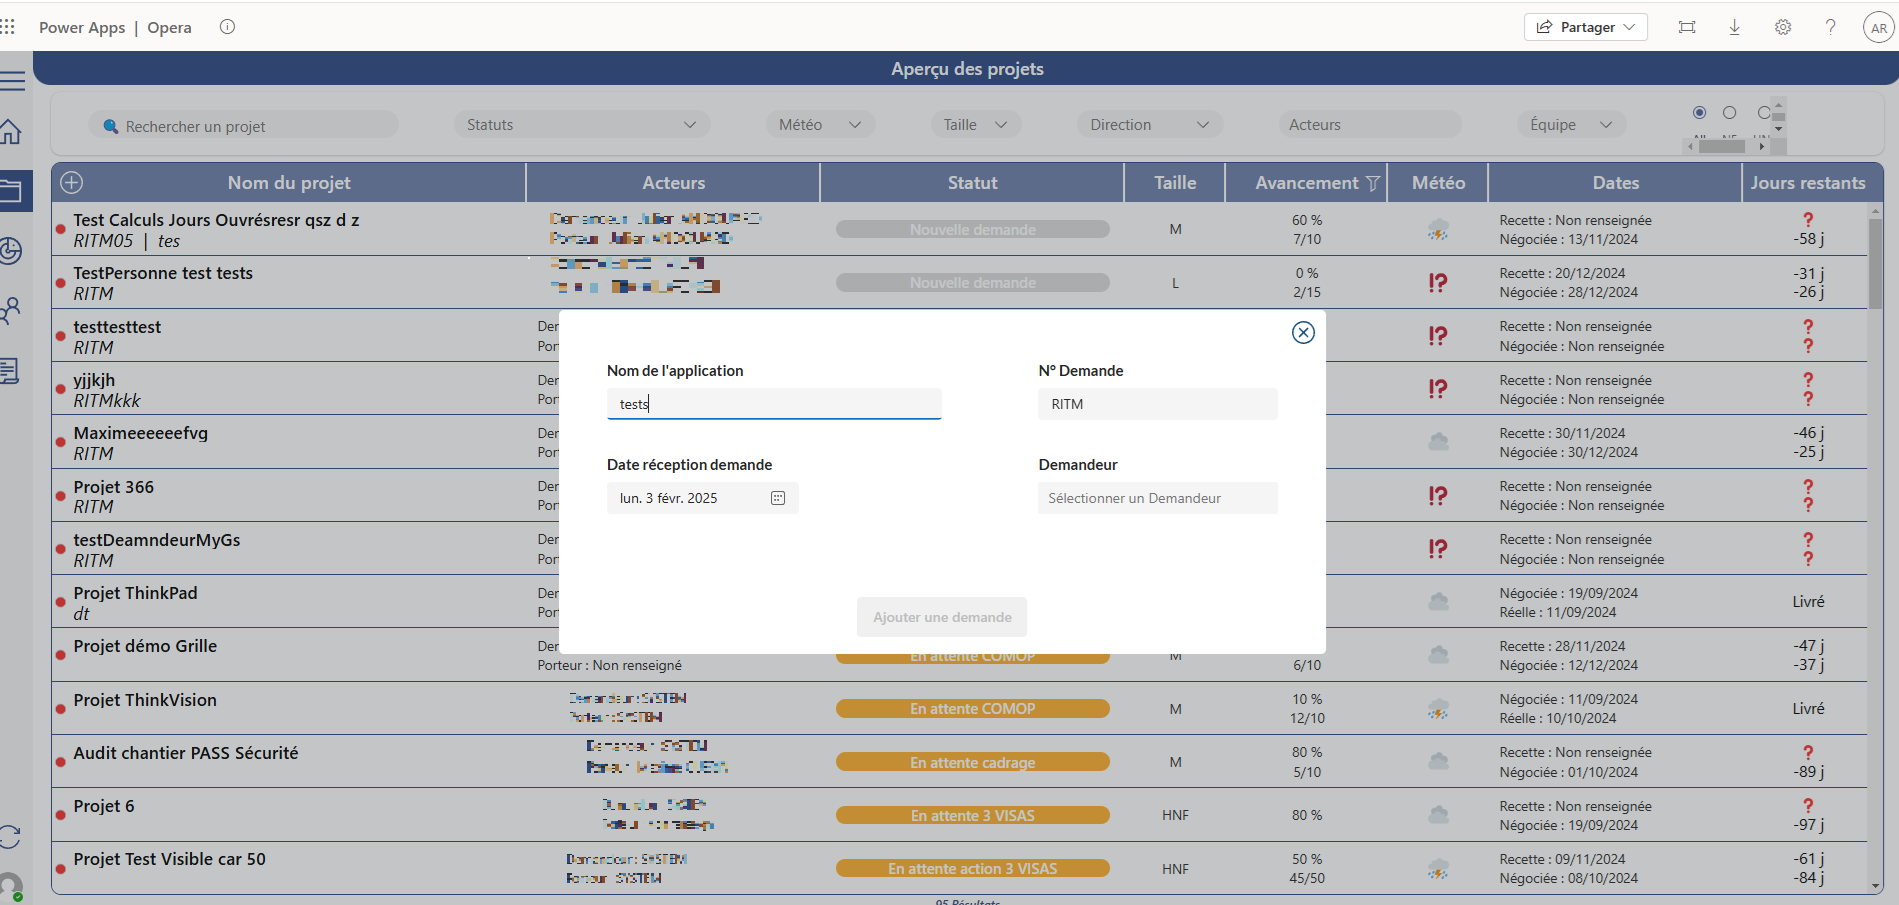 Power Apps | Opera
Partager
AR
Aperçu des projets
Rechercher un projet
Statuts
Météo
Taille
Direction
Acteurs
Équipe
Nom du projet
Acteurs
Statut
Taille
Avancement
Météo
Dates
Jours restants
Test Calculs Jours Ouvrésresr qsz d z
RITM05 | tes
Nouvelle demande
M
60 %
7/10
Recette : Non renseignée
Négociée : 13/11/2024
?
-58 j
TestPersonne test tests
RITM
Nouvelle demande
L
0 %
2/15
!?
Recette : 20/12/2024
Négociée : 28/12/2024
-31 j
-26 j
testtesttest
RITM
Der
Por
!?
Recette : Non renseignée
Négociée : Non renseignée
?
?
yjjkjh
RITMkkk
Der
Por
!?
Recette : Non renseignée
Négociée : Non renseignée
?
?
Maximeeeeeefvg
RITM
Der
Por
Recette : 30/11/2024
Négociée : 30/12/2024
-46 j
-25 j
Projet 366
RITM
Der
Por
!?
Recette : Non renseignée
Négociée : Non renseignée
?
?
testDeamndeurMyGs
RITM
Der
Por
!?
Recette : Non renseignée
Négociée : Non renseignée
?
?
Projet ThinkPad
dt
Der
Por
Négociée : 19/09/2024
Réelle : 11/09/2024
Livré
Projet démo Grille
Der
Porteur : Non renseigné
En attente COMOP
M
6/10
Recette : 28/11/2024
Négociée : 12/12/2024
-47 j
-37 j
Projet ThinkVision
Demandeur : SYSTEM
Porteur : SYSTEM
En attente COMOP
M
10 %
12/10
Négociée : 11/09/2024
Réelle : 10/10/2024
Livré
Audit chantier PASS Sécurité
Demandeur : SYSTEM
En attente cadrage
M
80 %
5/10
Recette : Non renseignée
Négociée : 01/10/2024
?
-89 j
Projet 6
En attente 3 VISAS
HNF
80 %
Recette : Non renseignée
Négociée : 19/09/2024
?
-97 j
Projet Test Visible car 50
Demandeur : SYSTEM
Porteur : SYSTEM
En attente action 3 VISAS
HNF
50 %
45/50
Recette : 09/11/2024
Négociée : 08/10/2024
-61 j
-84 j
95 Résultats
Nom de l'application
tests
N° Demande
RITM
Date réception demande
lun. 3 févr. 2025
Demandeur
Sélectionner un Demandeur
Ajouter une demande